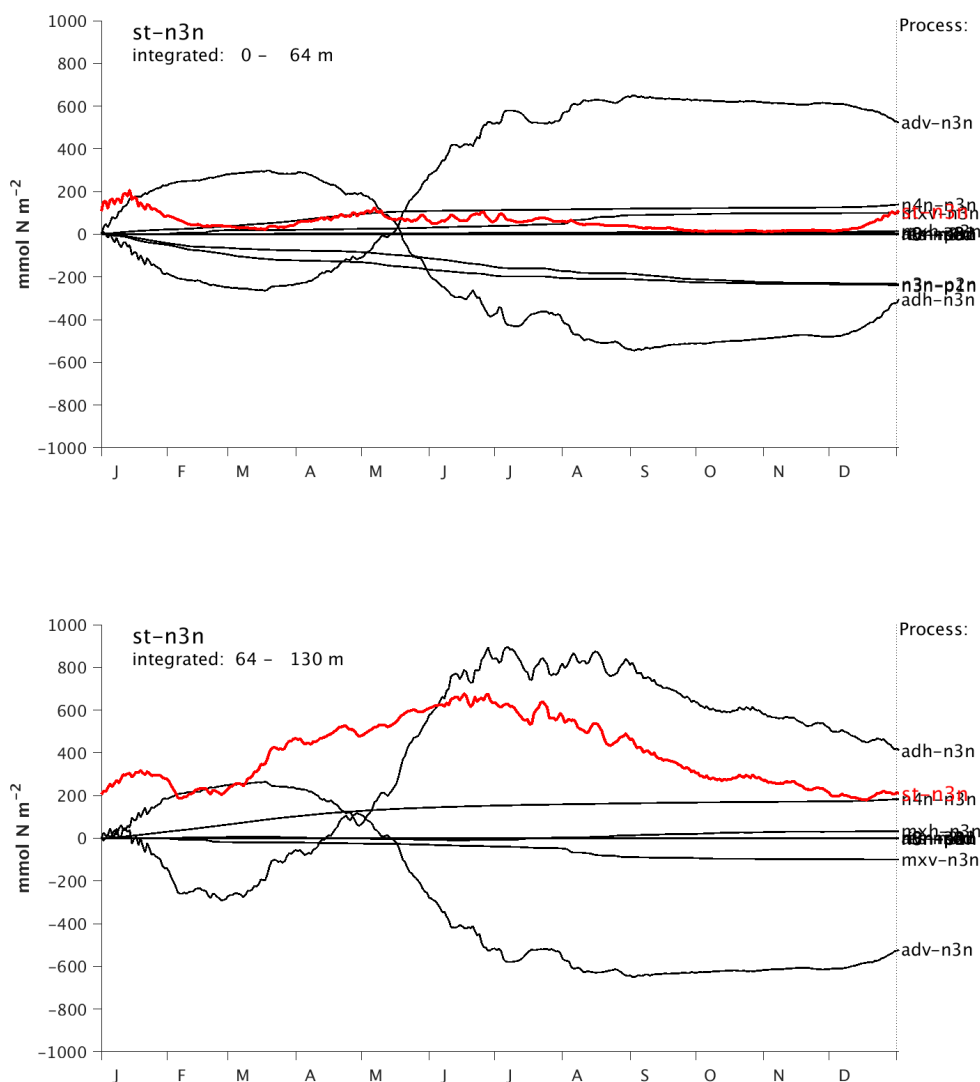 st-n3n
integrated: 0 - 64 m
Process:
1000
800
600
400
200
0
-200
-400
-600
-800
-1000
mmol N m⁻²
adv-n3n
n4n-n3n
n3n-p2n
adh-n3n
J F M A M J J A S O N D
st-n3n
integrated: 64 - 130 m
Process:
1000
800
600
400
200
0
-200
-400
-600
-800
-1000
mmol N m⁻²
adh-n3n
st-n3n
n4n-n3n
mxh-n3n
mxv-n3n
adv-n3n
J F M A M J J A S O N D